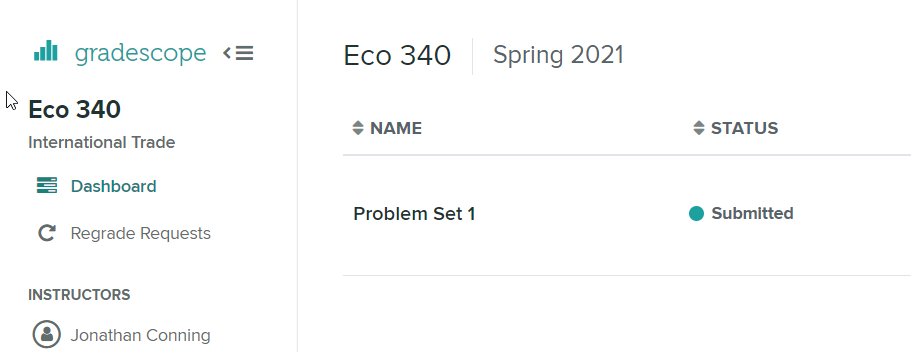 gradescope
Eco 340
International Trade
Dashboard
Regrade Requests
INSTRUCTORS
Jonathan Conning
Eco 340 Spring 2021
NAME STATUS
Problem Set 1 Submitted